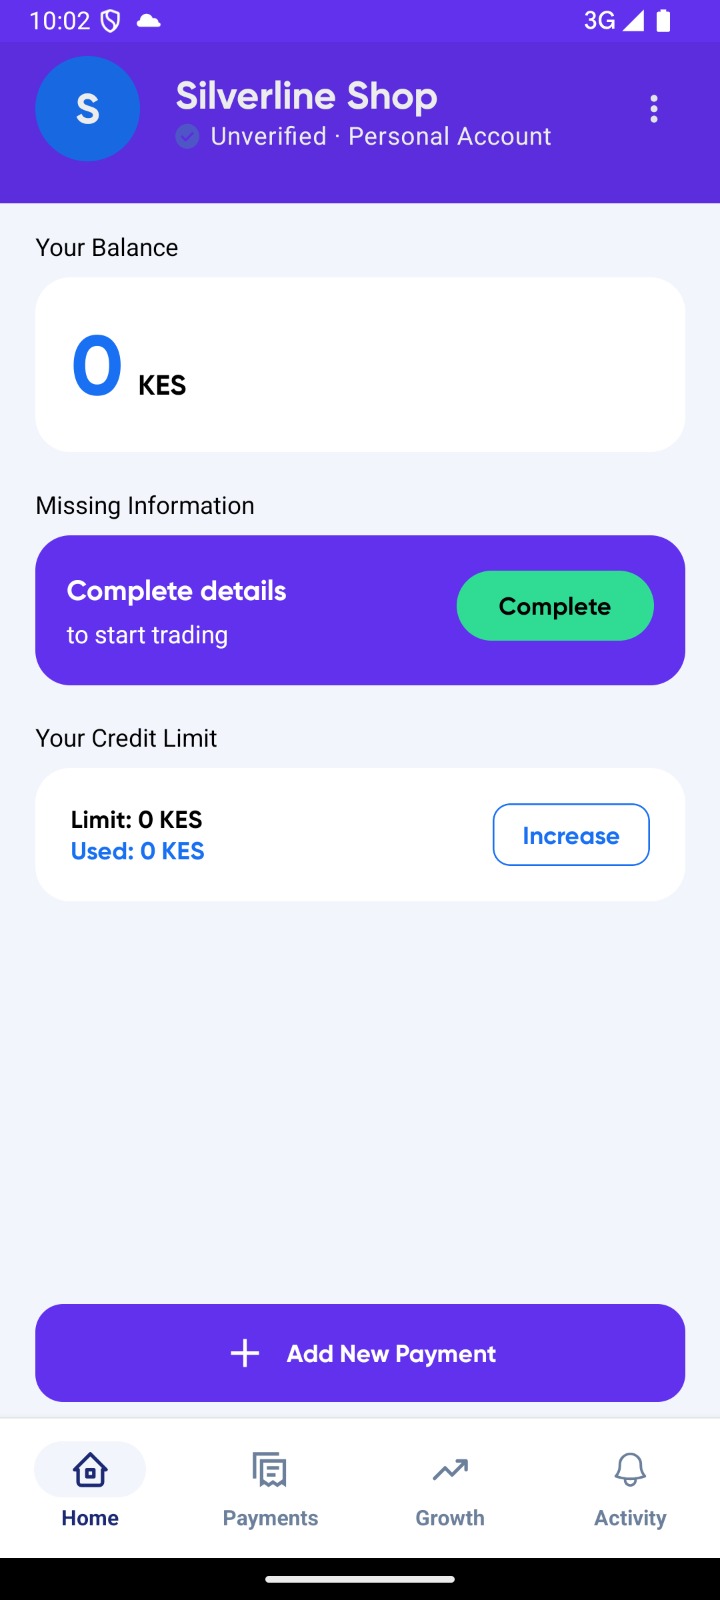 10:02
3G
S
Silverline Shop
Unverified · Personal Account
Your Balance
0 KES
Missing Information
Complete details
to start trading
Complete
Your Credit Limit
Limit: 0 KES
Used: 0 KES
Increase
Add New Payment
Home
Payments
Growth
Activity